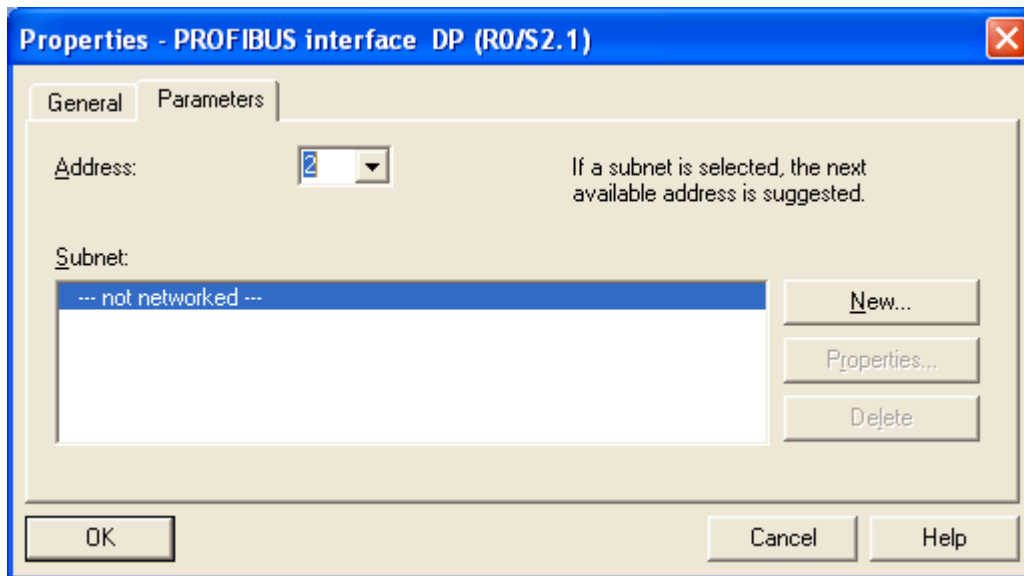 Properties - PROFIBUS interface DP (R0/S2.1)
General
Parameters
Address:
2
If a subnet is selected, the next
available address is suggested.
Subnet:
--- not networked ---
New...
Properties...
Delete
OK
Cancel
Help